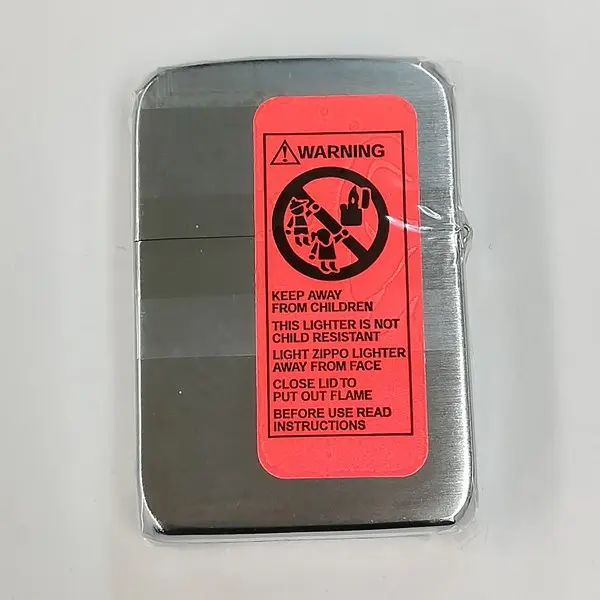 WARNING
KEEP AWAY
FROM CHILDREN
THIS LIGHTER IS NOT
CHILD RESISTANT
LIGHT ZIPPO LIGHTER
AWAY FROM FACE
CLOSE LID TO
PUT OUT FLAME
BEFORE USE READ
INSTRUCTIONS